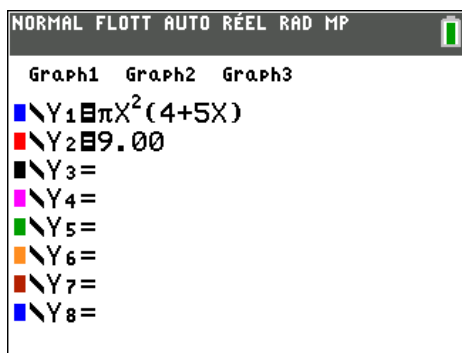 NORMAL FLOTT AUTO RÉEL RAD MP
Graph1 Graph2 Graph3
\Y₁=πX²(4+5X)
\Y₂=9.00
\Y₃=
\Y₄=
\Y₅=
\Y₆=
\Y₇=
\Y₈=